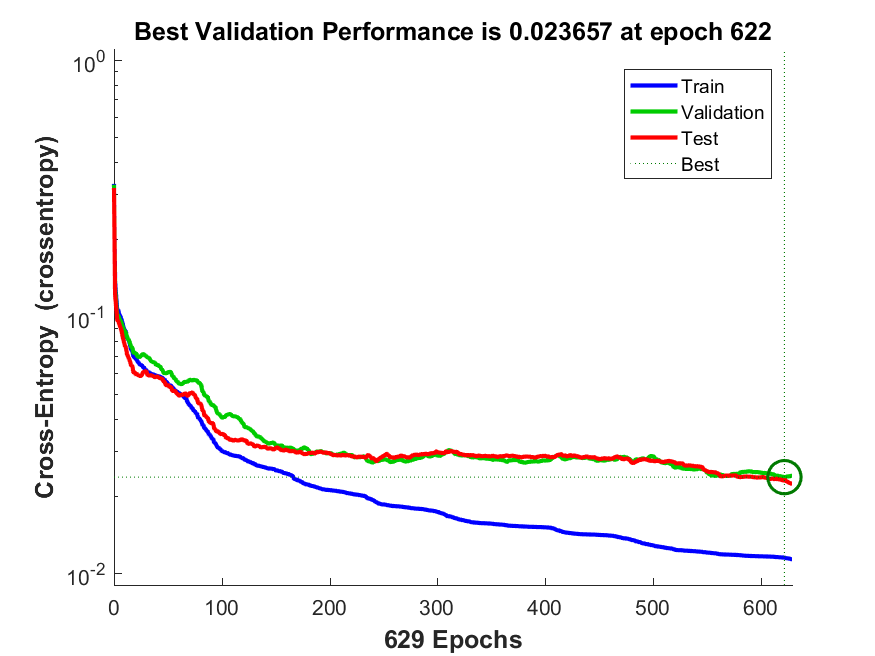 Best Validation Performance is 0.023657 at epoch 622
Cross-Entropy (crossentropy)
10^0
10^-1
10^-2
Train
Validation
Test
Best
0 100 200 300 400 500 600
629 Epochs